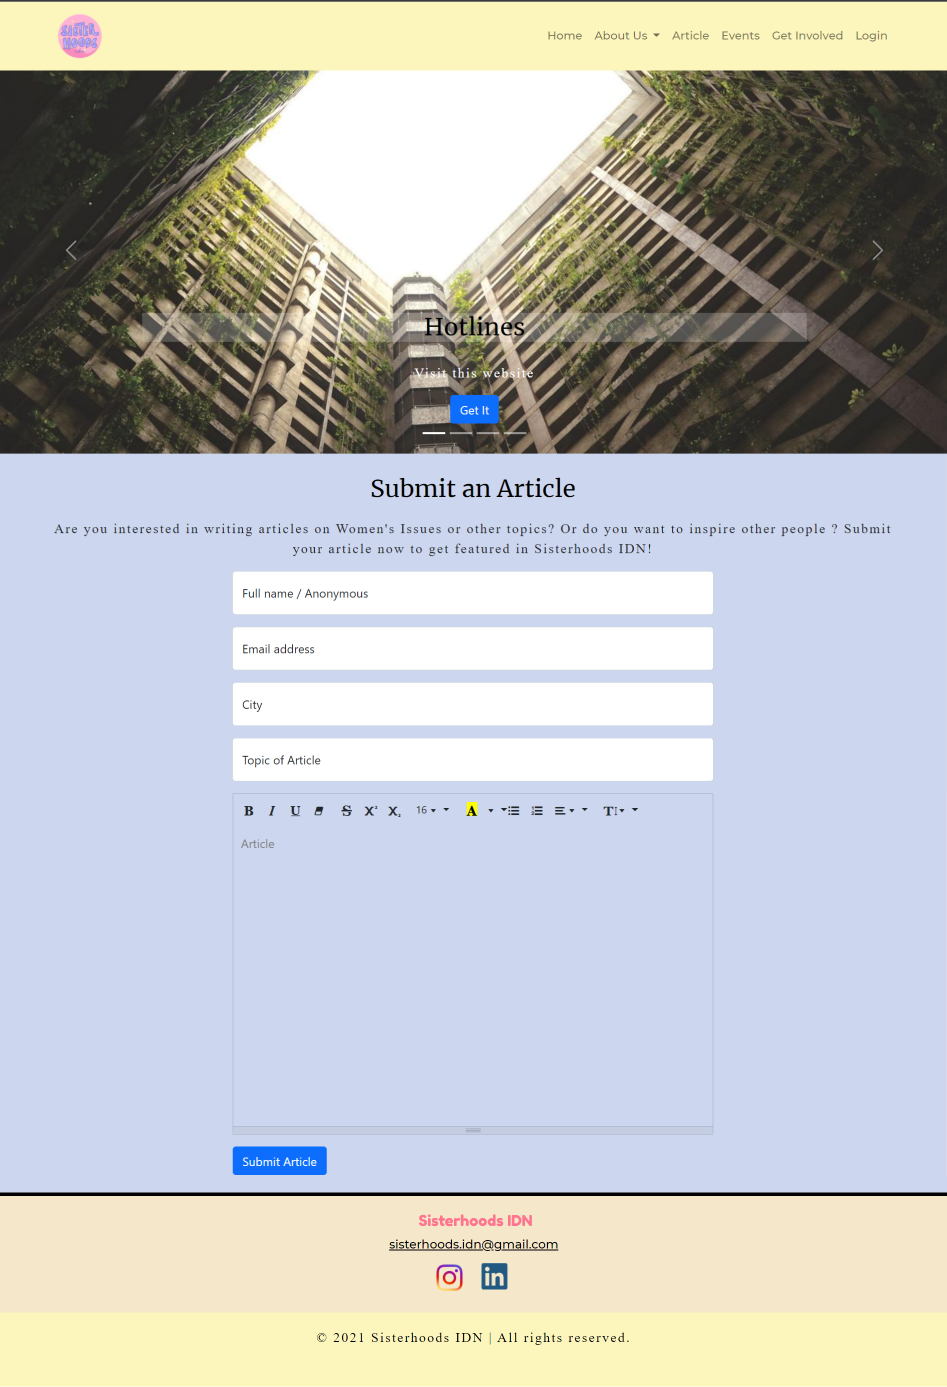 SISTER
HOODS
Home About Us Article Events Get Involved Login
Hotlines
Visit this website
Get It
Submit an Article
Are you interested in writing articles on Women's Issues or other topics? Or do you want to inspire other people ? Submit
your article now to get featured in Sisterhoods IDN!
Full name / Anonymous
Email address
City
Topic of Article
B I U S X² X₂ 16 A T
Article
Submit Article
Sisterhoods IDN
sisterhoods.idn@gmail.com
in
© 2021 Sisterhoods IDN | All rights reserved.